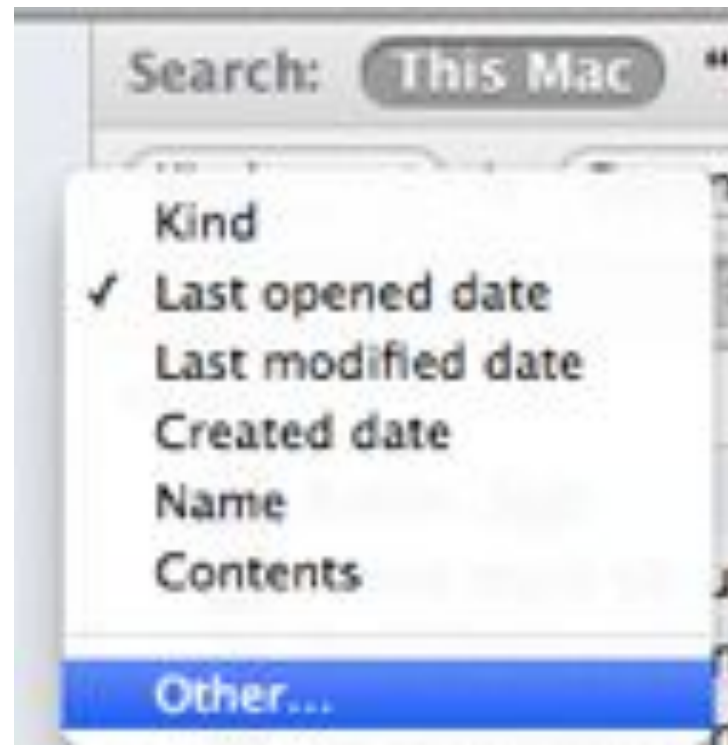 Search: This Mac "
Kind
✓ Last opened date
Last modified date
Created date
Name
Contents
Other...